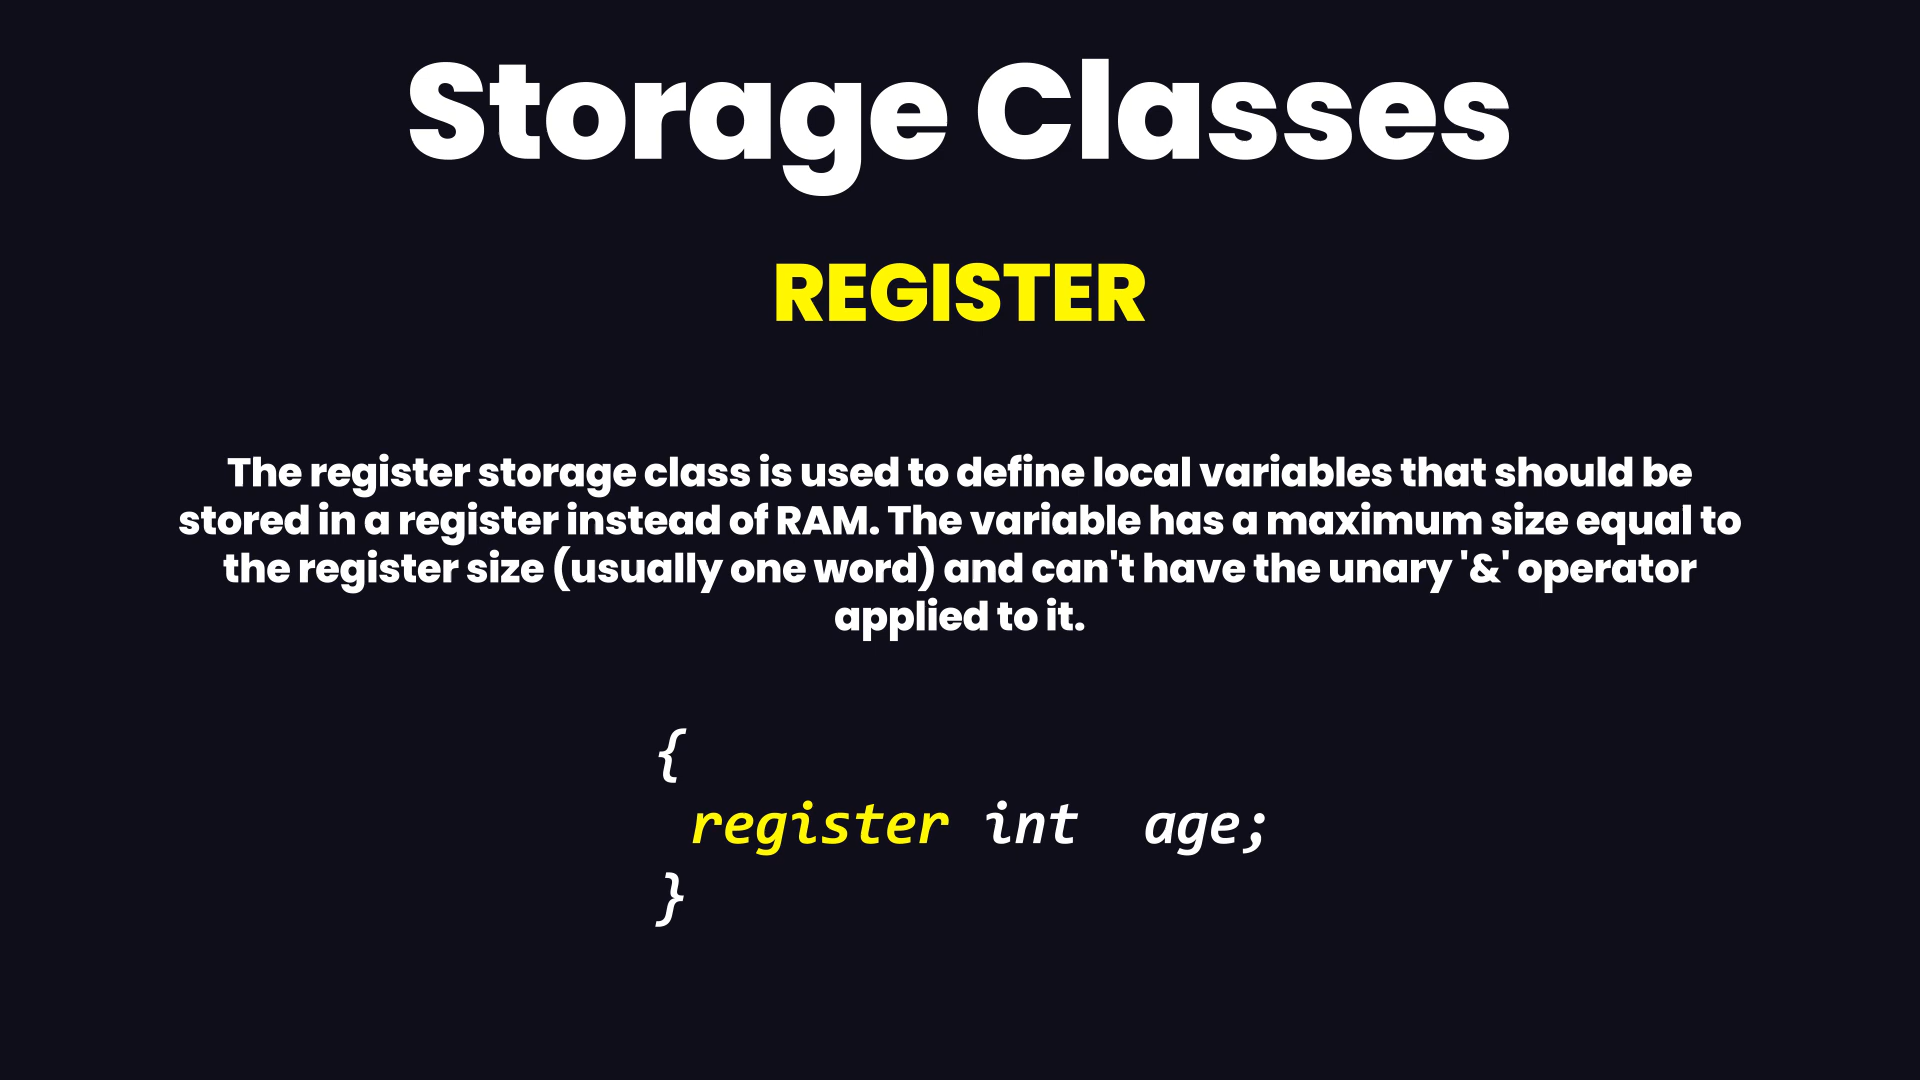 Storage Classes
REGISTER
The register storage class is used to define local variables that should be
stored in a register instead of RAM. The variable has a maximum size equal to
the register size (usually one word) and can't have the unary '&' operator
applied to it.
{
 register int  age;
}